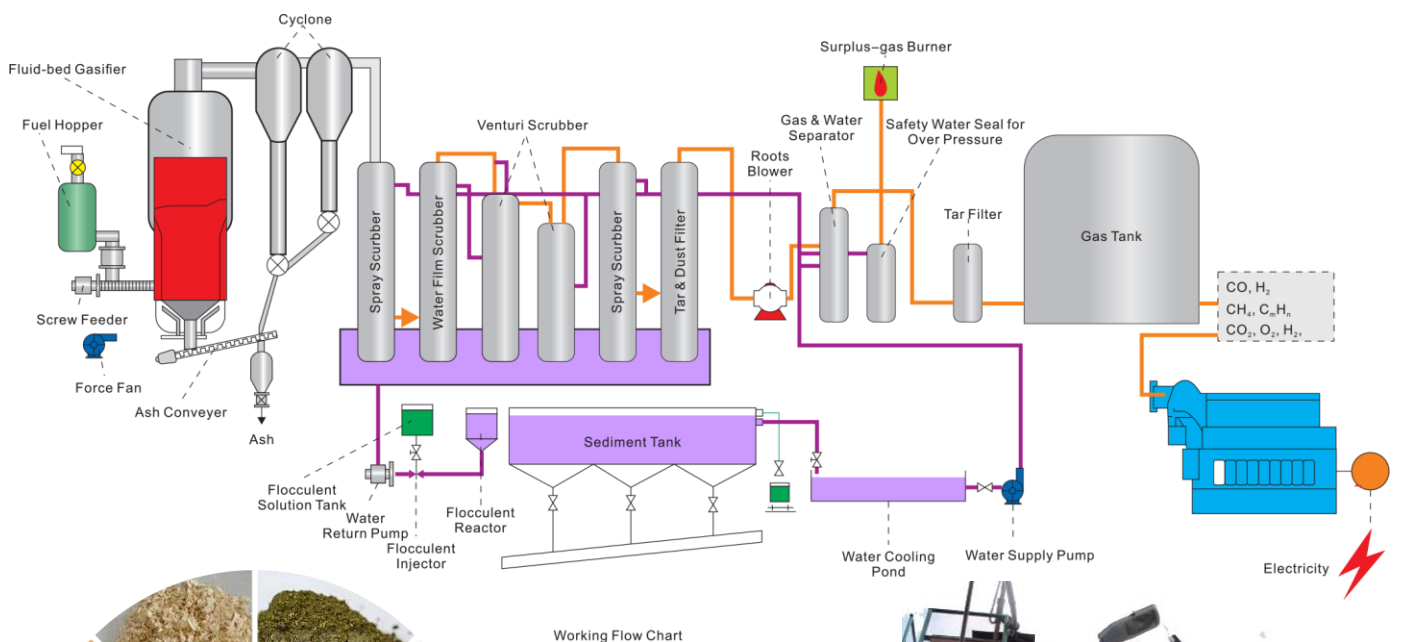 Cyclone
Fluid-bed Gasifier
Fuel Hopper
Screw Feeder
Force Fan
Ash Conveyer
Ash
Spray Scurbber
Water Film Scrubber
Venturi Scrubber
Spray Scurbber
Tar & Dust Filter
Roots
Blower
Surplus-gas Burner
Gas & Water
Separator
Safety Water Seal for
Over Pressure
Tar Filter
Gas Tank
CO, H₂
CH₄, CₘHₙ
CO₂, O₂, H₂,
Flocculent
Solution Tank
Water
Return Pump
Flocculent
Injector
Flocculent
Reactor
Sediment Tank
Water Cooling
Pond
Water Supply Pump
Electricity
Working Flow Chart